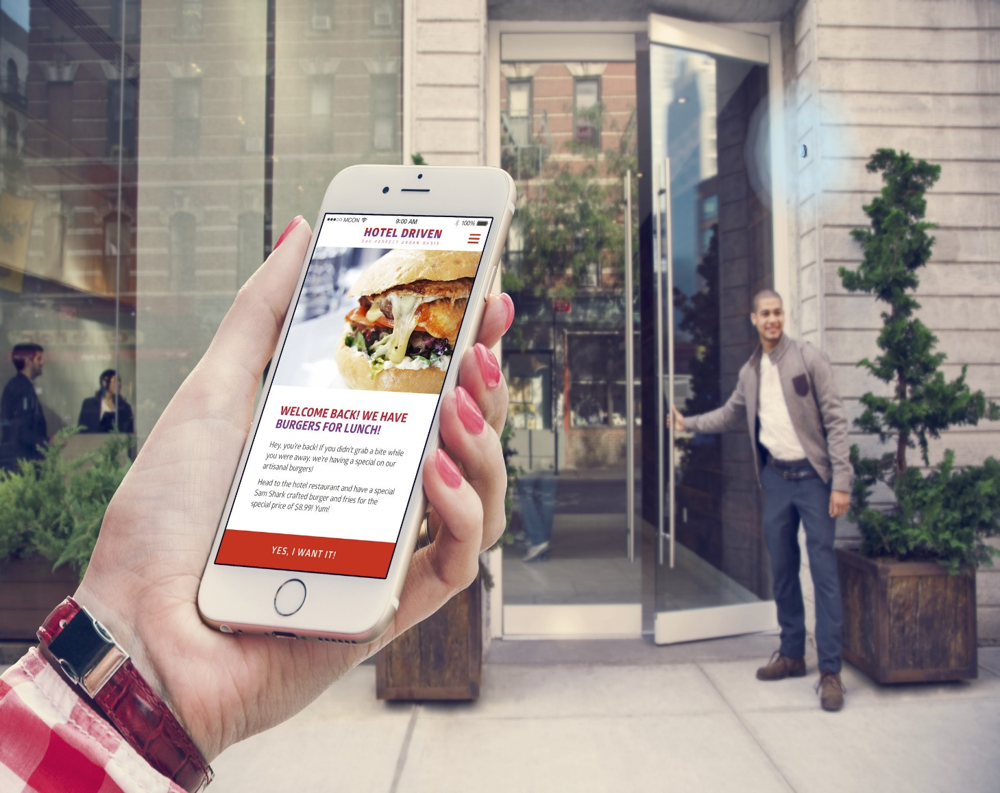 ●●●○○ MCON 9:00 AM 100%
HOTEL DRIVEN
THE PERFECT URBAN OASIS
WELCOME BACK! WE HAVE
BURGERS FOR LUNCH!
Hey, you're back! If you didn't grab a bite while
you were away, we're having a special on our
artisanal burgers!
Head to the hotel restaurant and have a special
Sam Shark crafted burger and fries for the
special price of $8.99! Yum!
YES, I WANT IT!